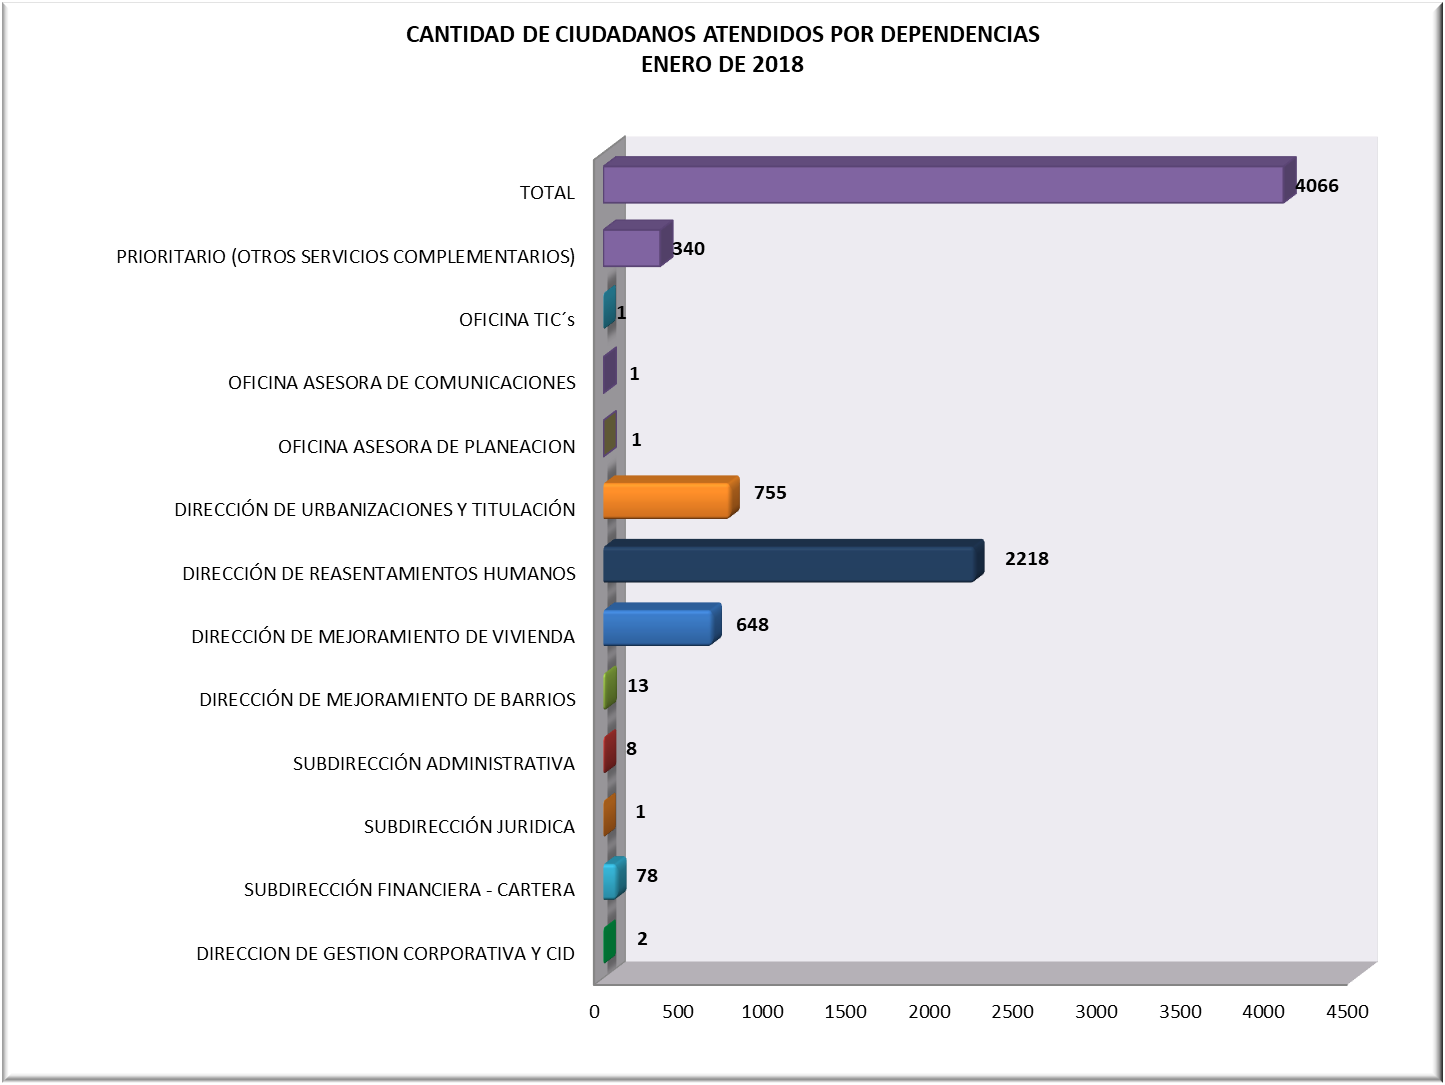 CANTIDAD DE CIUDADANOS ATENDIDOS POR DEPENDENCIAS
ENERO DE 2018
TOTAL 4066
PRIORITARIO (OTROS SERVICIOS COMPLEMENTARIOS) 340
OFICINA TIC´s 1
OFICINA ASESORA DE COMUNICACIONES 1
OFICINA ASESORA DE PLANEACION 1
DIRECCIÓN DE URBANIZACIONES Y TITULACIÓN 755
DIRECCIÓN DE REASENTAMIENTOS HUMANOS 2218
DIRECCIÓN DE MEJORAMIENTO DE VIVIENDA 648
DIRECCIÓN DE MEJORAMIENTO DE BARRIOS 13
SUBDIRECCIÓN ADMINISTRATIVA 8
SUBDIRECCIÓN JURIDICA 1
SUBDIRECCIÓN FINANCIERA - CARTERA 78
DIRECCION DE GESTION CORPORATIVA Y CID 2
0 500 1000 1500 2000 2500 3000 3500 4000 4500